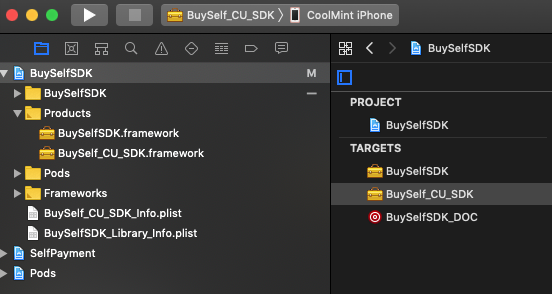 BuySelf_CU_SDK 〉 CoolMint iPhone
BuySelfSDK M
BuySelfSDK
Products
BuySelfSDK.framework
BuySelf_CU_SDK.framework
Pods
Frameworks
BuySelf_CU_SDK_Info.plist
BuySelfSDK_Library_Info.plist
SelfPayment
Pods
BuySelfSDK
PROJECT
BuySelfSDK
TARGETS
BuySelfSDK
BuySelf_CU_SDK
BuySelfSDK_DOC